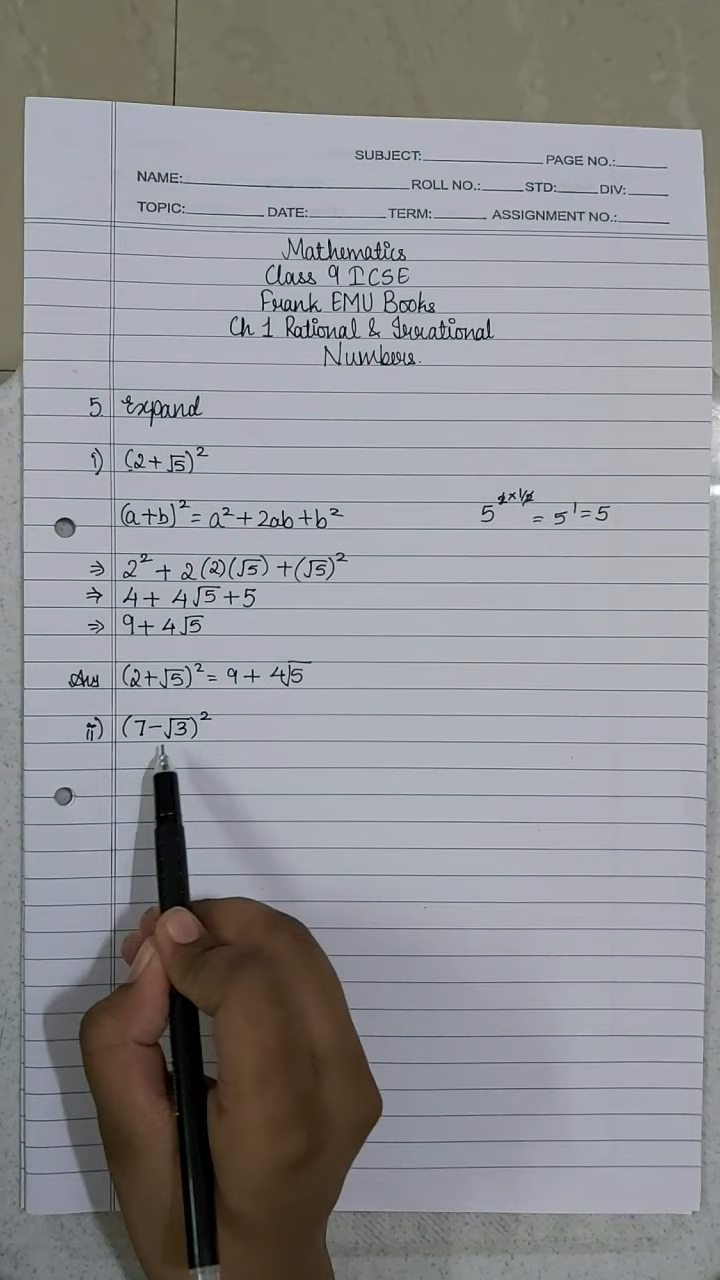 SUBJECT: PAGE NO.:
NAME: ROLL NO.: STD: DIV:
TOPIC: DATE: TERM: ASSIGNMENT NO.:
Mathematics
Class 9 ICSE
Frank EMU Books
Ch 1 Rational & Irrational
Numbers.
5. Expand
i) (2+√5)²
(a+b)² = a² + 2ab + b² 5^(2×1/2) = 5¹ = 5
⇒ 2² + 2(2)(√5) + (√5)²
⇒ 4 + 4√5 + 5
⇒ 9 + 4√5
Ans (2+√5)² = 9 + 4√5
ii) (7-√3)²